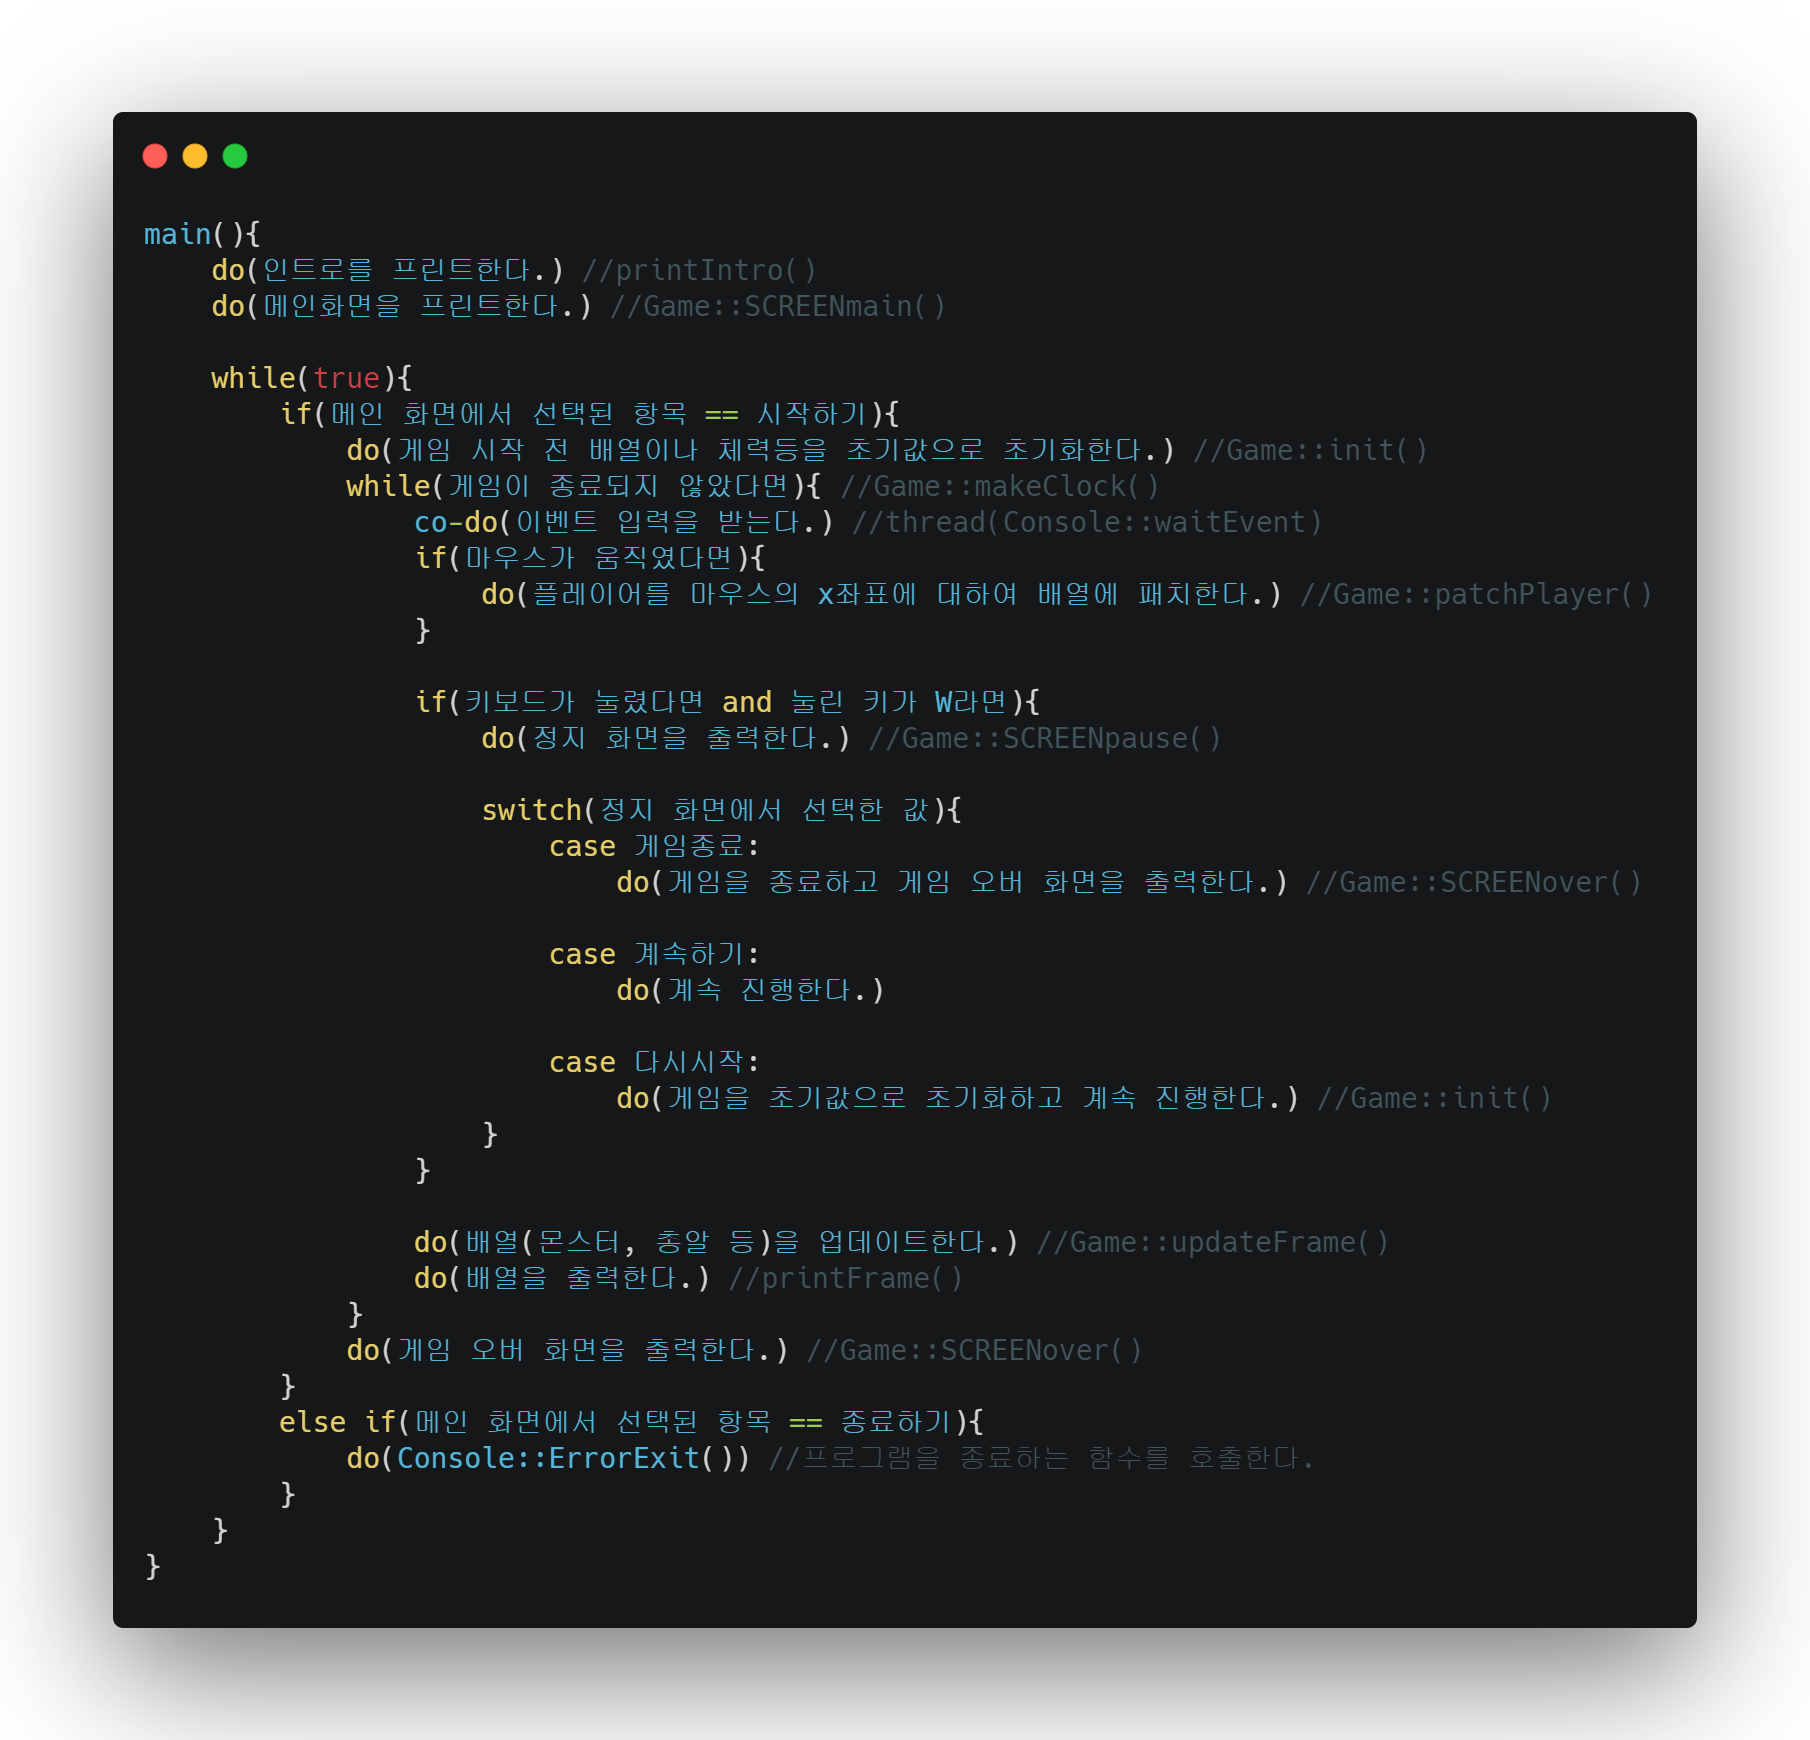 main(){
    do(인트로를 프린트한다.) //printIntro()
    do(메인화면을 프린트한다.) //Game::SCREENmain()

    while(true){
        if(메인 화면에서 선택된 항목 == 시작하기){
            do(게임 시작 전 배열이나 체력등을 초기값으로 초기화한다.) //Game::init()
            while(게임이 종료되지 않았다면){ //Game::makeClock()
                co-do(이벤트 입력을 받는다.) //thread(Console::waitEvent)
                if(마우스가 움직였다면){
                    do(플레이어를 마우스의 x좌표에 대하여 배열에 패치한다.) //Game::patchPlayer()
                }

                if(키보드가 눌렸다면 and 눌린 키가 W라면){
                    do(정지 화면을 출력한다.) //Game::SCREENpause()

                    switch(정지 화면에서 선택한 값){
                        case 게임종료:
                            do(게임을 종료하고 게임 오버 화면을 출력한다.) //Game::SCREENover()

                        case 계속하기:
                            do(계속 진행한다.)

                        case 다시시작:
                            do(게임을 초기값으로 초기화하고 계속 진행한다.) //Game::init()
                    }
                }

                do(배열(몬스터, 총알 등)을 업데이트한다.) //Game::updateFrame()
                do(배열을 출력한다.) //printFrame()
            }
            do(게임 오버 화면을 출력한다.) //Game::SCREENover()
        }
        else if(메인 화면에서 선택된 항목 == 종료하기){
            do(Console::ErrorExit()) //프로그램을 종료하는 함수를 호출한다.
        }
    }
}